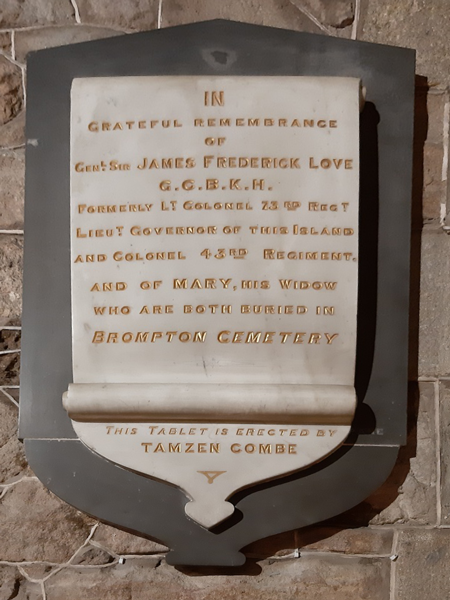 IN
GRATEFUL REMEMBRANCE
OF
GENL. SIR JAMES FREDERICK LOVE
G.C.B.K.H.
FORMERLY LT COLONEL 73RD REGT
LIEUT GOVERNOR OF THIS ISLAND
AND COLONEL 43RD REGIMENT.
AND OF MARY, HIS WIDOW
WHO ARE BOTH BURIED IN
BROMPTON CEMETERY
THIS TABLET IS ERECTED BY
TAMZEN COMBE